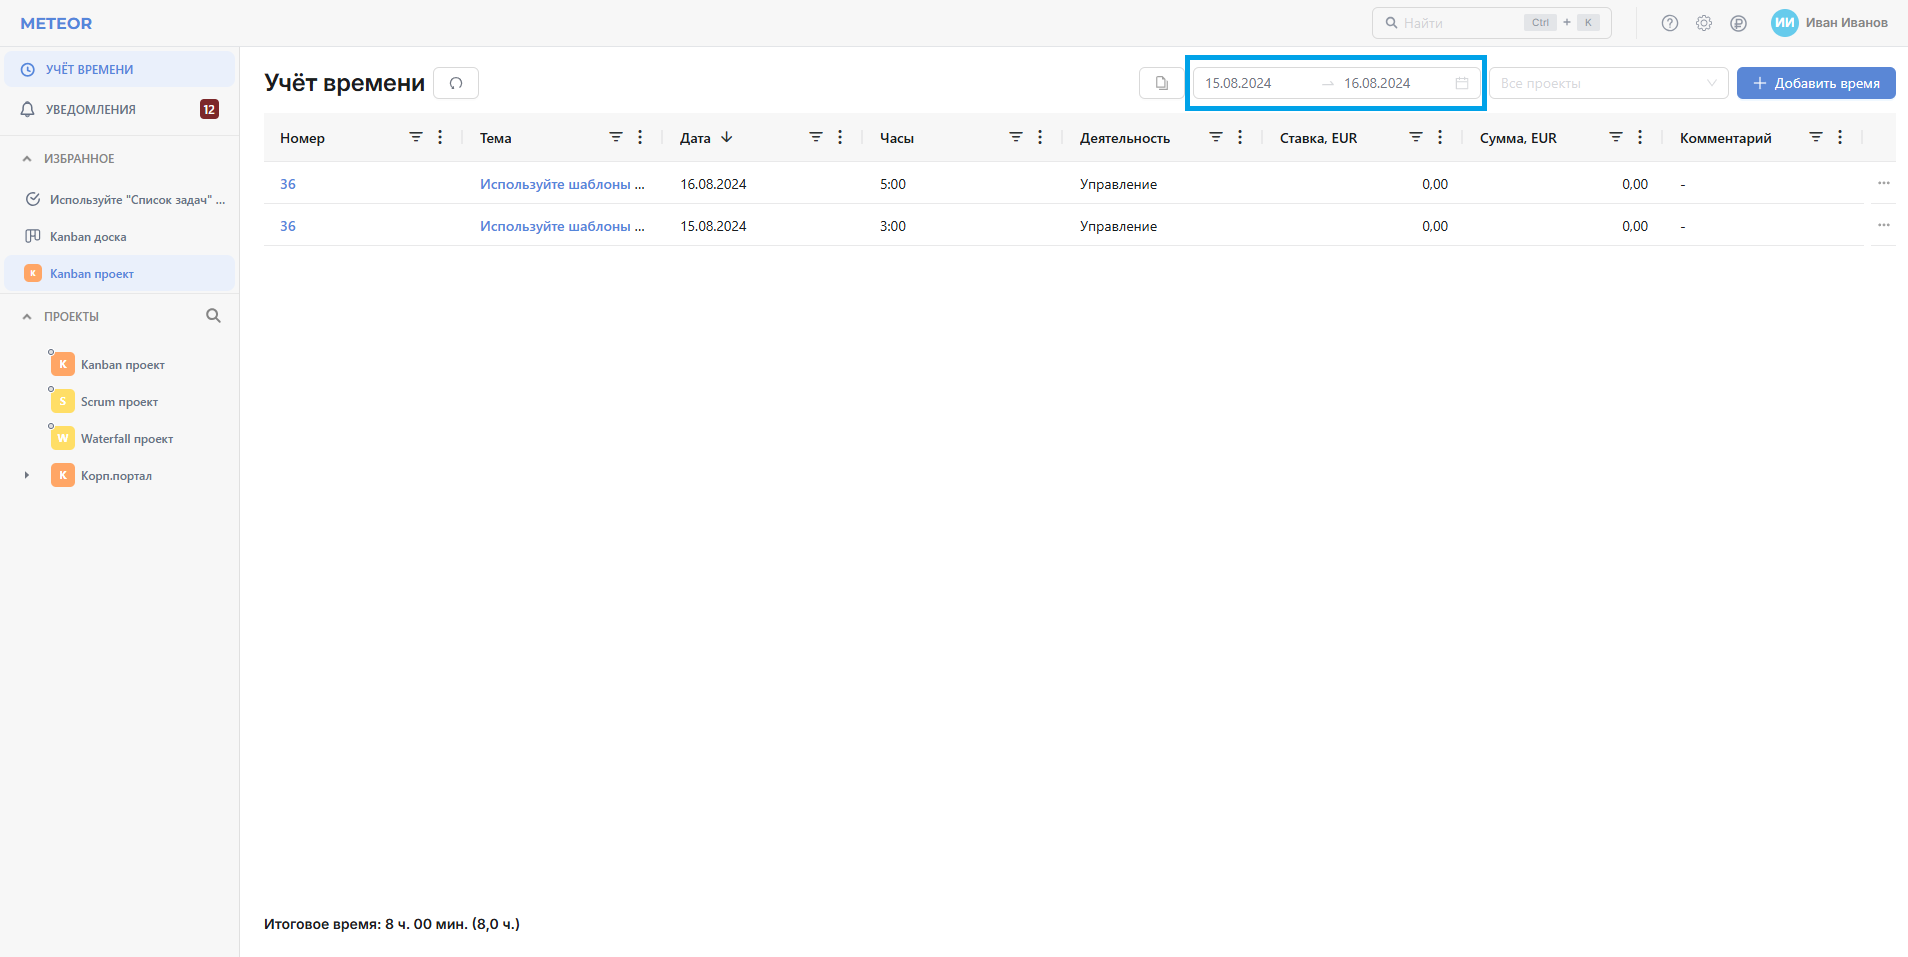 METEOR
Найти
Ctrl + K
ИИ Иван Иванов
УЧЁТ ВРЕМЕНИ
УВЕДОМЛЕНИЯ 12
ИЗБРАННОЕ
Используйте "Список задач" ...
Kanban доска
K Kanban проект
ПРОЕКТЫ
K Kanban проект
S Scrum проект
W Waterfall проект
K Корп.портал
Учёт времени
15.08.2024 → 16.08.2024
Все проекты
+ Добавить время
Номер Тема Дата Часы Деятельность Ставка, EUR Сумма, EUR Комментарий
36 Используйте шаблоны ... 16.08.2024 5:00 Управление 0,00 0,00 -
36 Используйте шаблоны ... 15.08.2024 3:00 Управление 0,00 0,00 -
Итоговое время: 8 ч. 00 мин. (8,0 ч.)